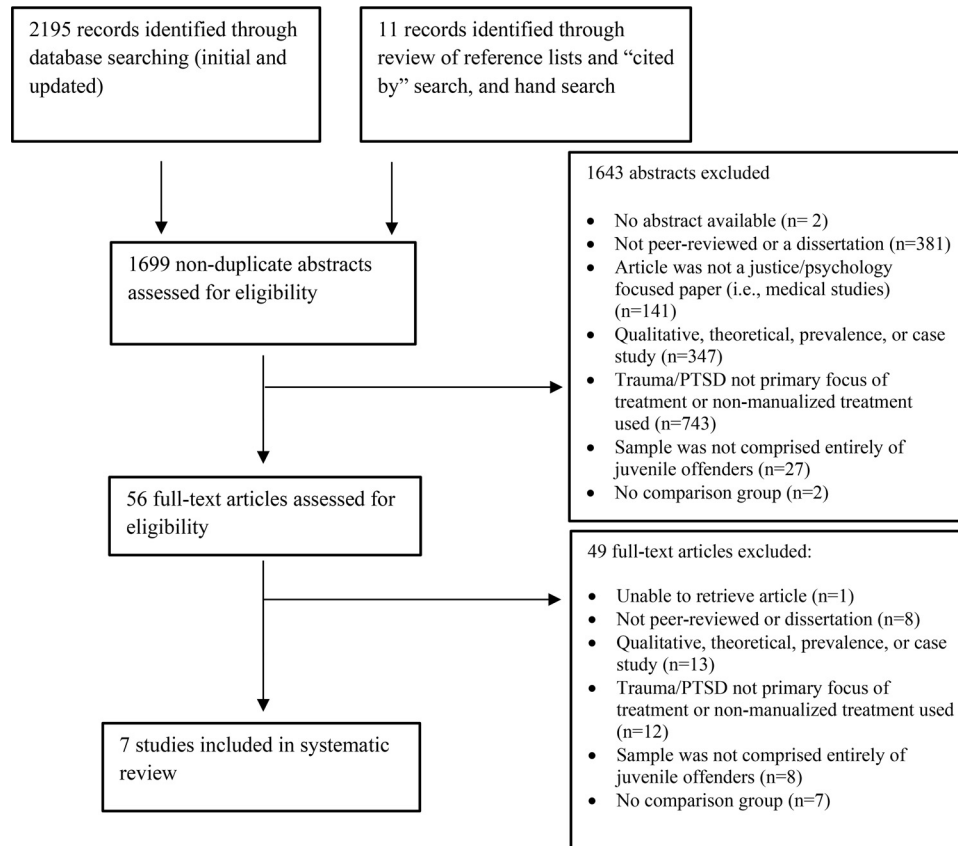 2195 records identified through
database searching (initial and
updated)
11 records identified through
review of reference lists and “cited
by” search, and hand search
1699 non-duplicate abstracts
assessed for eligibility
1643 abstracts excluded
• No abstract available (n= 2)
• Not peer-reviewed or a dissertation (n=381)
• Article was not a justice/psychology
focused paper (i.e., medical studies)
(n=141)
• Qualitative, theoretical, prevalence, or case
study (n=347)
• Trauma/PTSD not primary focus of
treatment or non-manualized treatment
used (n=743)
• Sample was not comprised entirely of
juvenile offenders (n=27)
• No comparison group (n=2)
56 full-text articles assessed for
eligibility
49 full-text articles excluded:
• Unable to retrieve article (n=1)
• Not peer-reviewed or dissertation (n=8)
• Qualitative, theoretical, prevalence, or case
study (n=13)
• Trauma/PTSD not primary focus of
treatment or non-manualized treatment used
(n=12)
• Sample was not comprised entirely of
juvenile offenders (n=8)
• No comparison group (n=7)
7 studies included in systematic
review